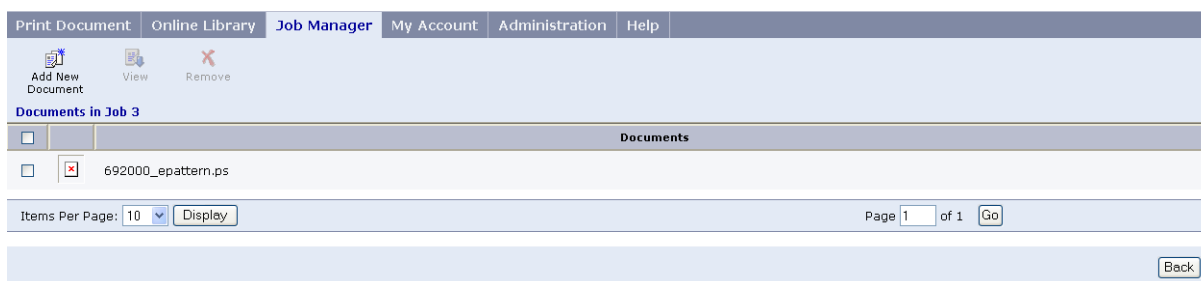 Print Document Online Library Job Manager My Account Administration Help
Add New Document View Remove
Documents in Job 3
Documents
692000_epattern.ps
Items Per Page: 10 Display Page 1 of 1 Go
Back